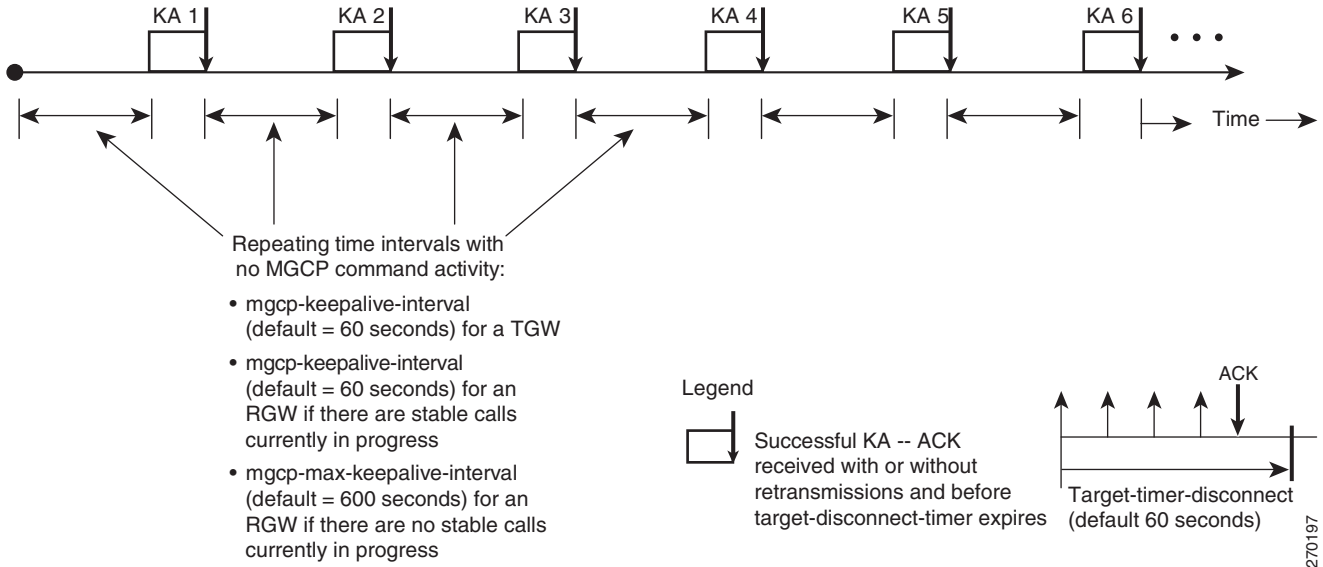 KA 1 KA 2 KA 3 KA 4 KA 5 KA 6
Time
Repeating time intervals with
no MGCP command activity:
• mgcp-keepalive-interval
(default = 60 seconds) for a TGW
• mgcp-keepalive-interval
(default = 60 seconds) for an
RGW if there are stable calls
currently in progress
• mgcp-max-keepalive-interval
(default = 600 seconds) for an
RGW if there are no stable calls
currently in progress
Legend
Successful KA -- ACK
received with or without
retransmissions and before
target-disconnect-timer expires
ACK
Target-timer-disconnect
(default 60 seconds)
270197